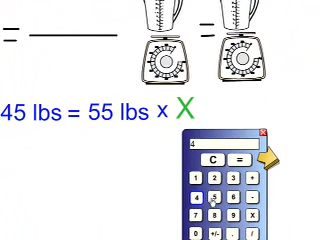 =
=
45 lbs = 55 lbs x X
4
C =
1 2 3 +
4 5 6 -
7 8 9 X
0 +/- . /